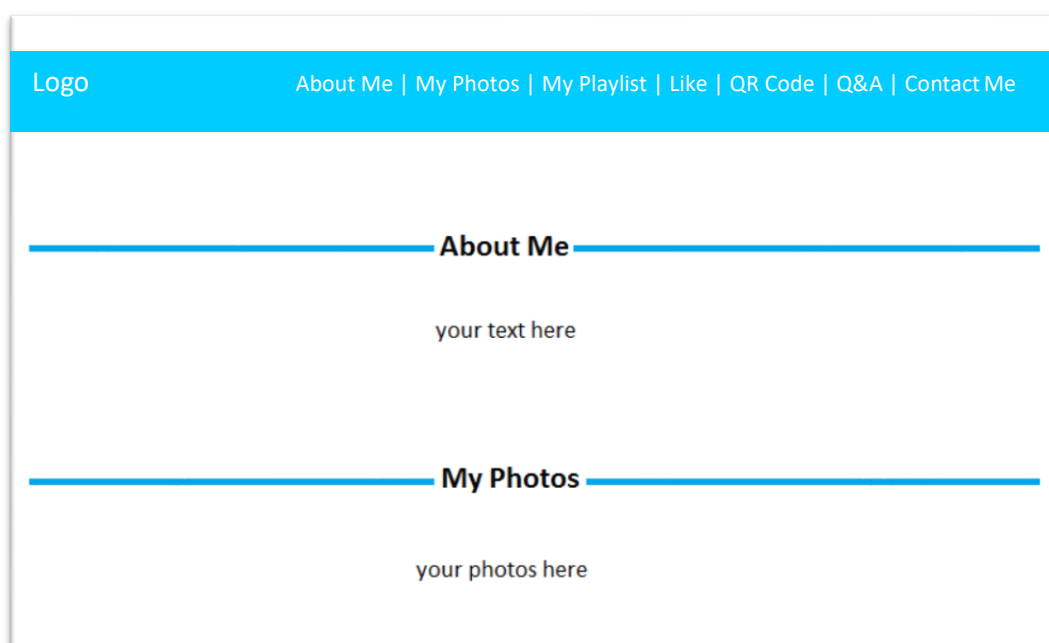 Logo About Me | My Photos | My Playlist | Like | QR Code | Q&A | Contact Me
About Me
your text here
My Photos
your photos here